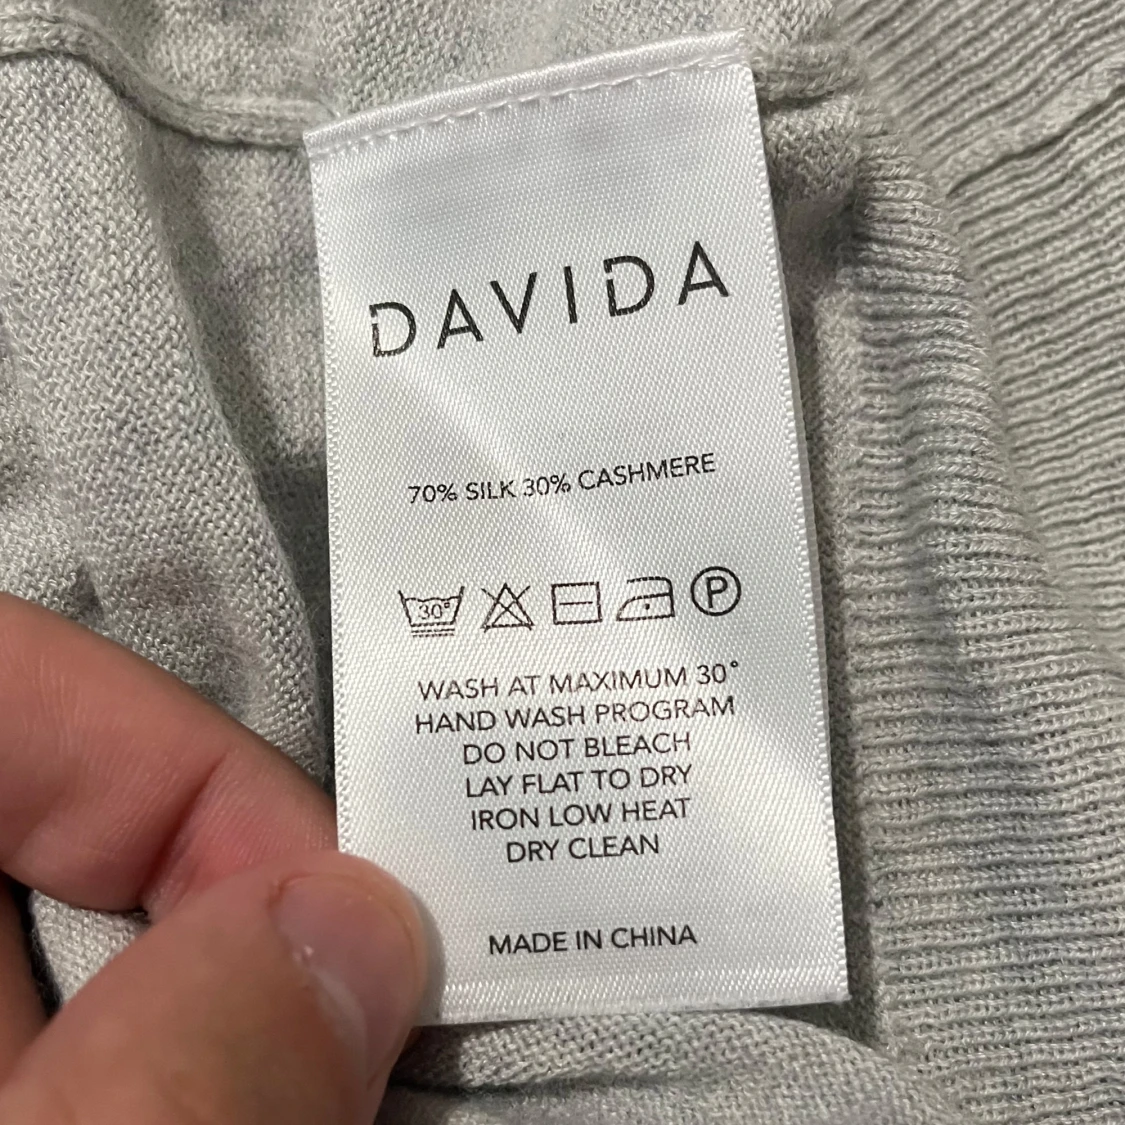 DAVIDA
70% SILK 30% CASHMERE
30° P
WASH AT MAXIMUM 30°
HAND WASH PROGRAM
DO NOT BLEACH
LAY FLAT TO DRY
IRON LOW HEAT
DRY CLEAN
MADE IN CHINA